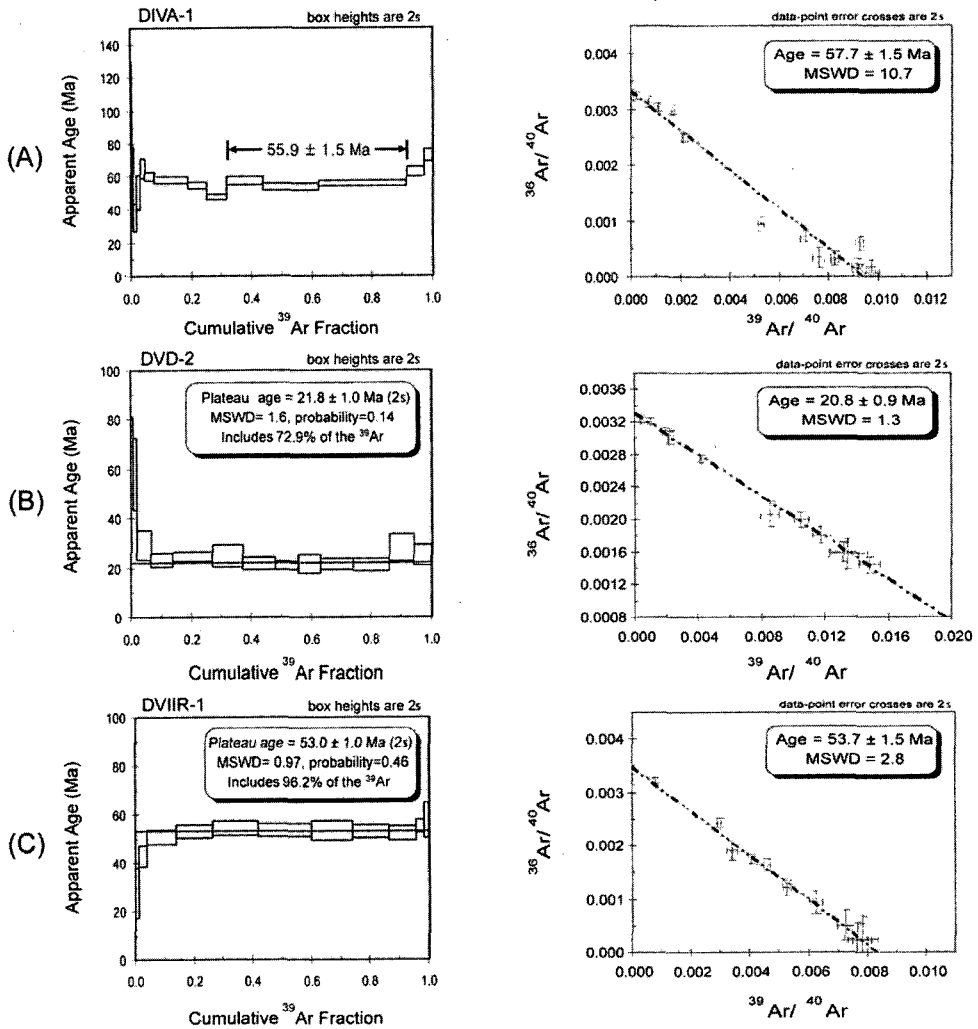 DIVA-1
box heights are 2s
Apparent Age (Ma)
(A)
140
120
100
80
60
40
20
0
55.9 ± 1.5 Ma
0.0 0.2 0.4 0.6 0.8 1.0
Cumulative ³⁹Ar Fraction
data-point error crosses are 2s
Age = 57.7 ± 1.5 Ma
MSWD = 10.7
³⁶Ar/ ⁴⁰Ar
0.004
0.003
0.002
0.001
0.000
0.000 0.002 0.004 0.006 0.008 0.010 0.012
³⁹Ar/ ⁴⁰Ar
DVD-2
box heights are 2s
Apparent Age (Ma)
(B)
100
80
60
40
20
0
Plateau age = 21.8 ± 1.0 Ma (2s)
MSWD= 1.6, probability=0.14
Includes 72.9% of the ³⁹Ar
0.0 0.2 0.4 0.6 0.8 1.0
Cumulative ³⁹Ar Fraction
data-point error crosses are 2s
Age = 20.8 ± 0.9 Ma
MSWD = 1.3
³⁶Ar/ ⁴⁰Ar
0.0036
0.0032
0.0028
0.0024
0.0020
0.0016
0.0012
0.0008
0.000 0.004 0.008 0.012 0.016 0.020
³⁹Ar/ ⁴⁰Ar
DVIIR-1
box heights are 2s
Apparent Age (Ma)
(C)
100
80
60
40
20
0
Plateau age = 53.0 ± 1.0 Ma (2s)
MSWD= 0.97, probability=0.46
Includes 96.2% of the ³⁹Ar
0.0 0.2 0.4 0.6 0.8 1.0
Cumulative ³⁹Ar Fraction
data-point error crosses are 2s
Age = 53.7 ± 1.5 Ma
MSWD = 2.8
³⁶Ar/ ⁴⁰Ar
0.004
0.003
0.002
0.001
0.000
0.000 0.002 0.004 0.006 0.008 0.010
³⁹Ar/ ⁴⁰Ar